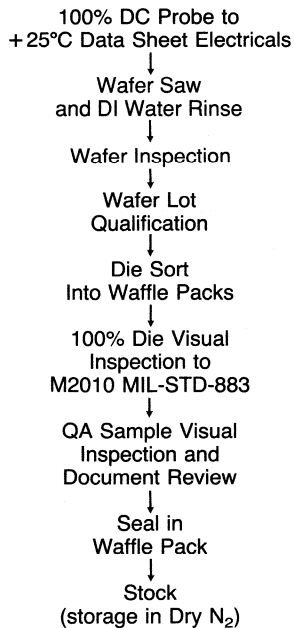 100% DC Probe to
+25°C Data Sheet Electricals
Wafer Saw
and DI Water Rinse
Wafer Inspection
Wafer Lot
Qualification
Die Sort
Into Waffle Packs
100% Die Visual
Inspection to
M2010 MIL-STD-883
QA Sample Visual
Inspection and
Document Review
Seal in
Waffle Pack
Stock
(storage in Dry N₂)